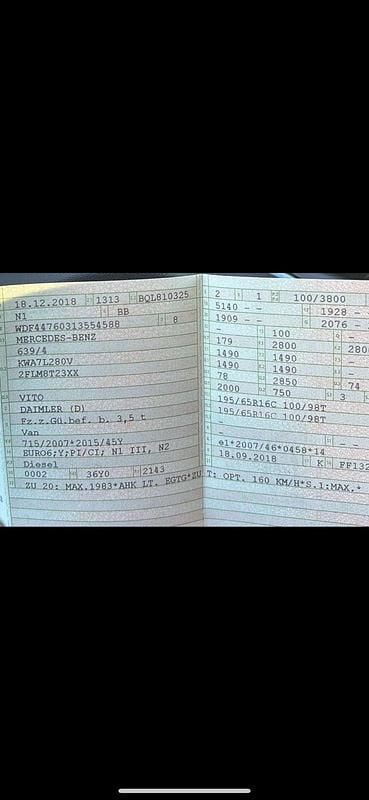 18.12.2018 1313 BQL810325
N1 BB
WDF44760313554588 8
MERCEDES-BENZ
639/4
KWA7L280V
2FLM8T23XX
VITO
DAIMLER (D)
Fz.z.Gü.bef. b. 3,5 t
Van
715/2007*2015/45Y
EURO6;Y;PI/CI; N1 III, N2
Diesel
0002 36Y0 2143
ZU 20: MAX.1983*AHK LT. EGTG*ZU T: OPT. 160 KM/H*S.1:MAX.+
2 1 100/3800
5140 - - 1928 -
1909 - - 2076 -
- 100 -
179 2800 280
1490 - -
1490 1490 -
1490 - -
78 2850 74
2000 750 3
195/65R16C 100/98T
195/65R16C 100/98T
-
-
e1*2007/46*0458*14 - -
18.09.2018 K FF132